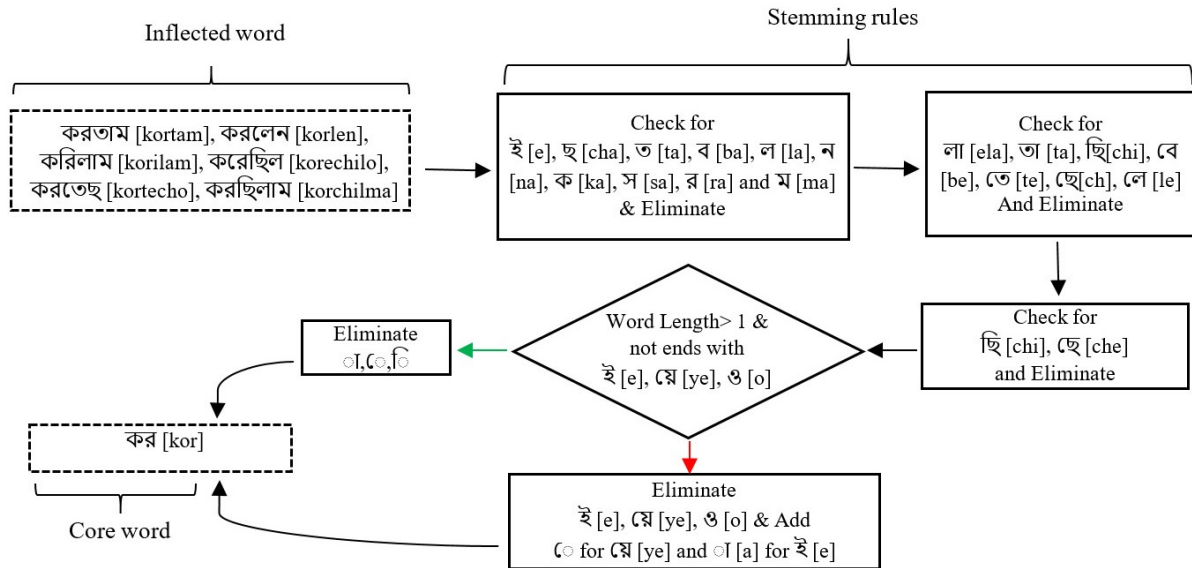 Inflected word
Stemming rules
করতাম [kortam], করলেন [korlen],
করিলাম [korilam], করেছিল [korechilo],
করতেছ [kortecho], করছিলাম [korchilma]
Check for
ই [e], ছ [cha], ত [ta], ব [ba], ল [la], ন
[na], ক [ka], স [sa], র [ra] and ম [ma]
& Eliminate
Check for
লা [ela], তা [ta], ছি[chi], বে
[be], তে [te], ছে[ch], লে [le]
And Eliminate
Check for
ছি [chi], ছে [che]
and Eliminate
Word Length> 1 &
not ends with
ই [e], য়ে [ye], ও [o]
Eliminate
া,ে,ি
কর [kor]
Core word
Eliminate
ই [e], য়ে [ye], ও [o] & Add
ে for য়ে [ye] and া [a] for ই [e]